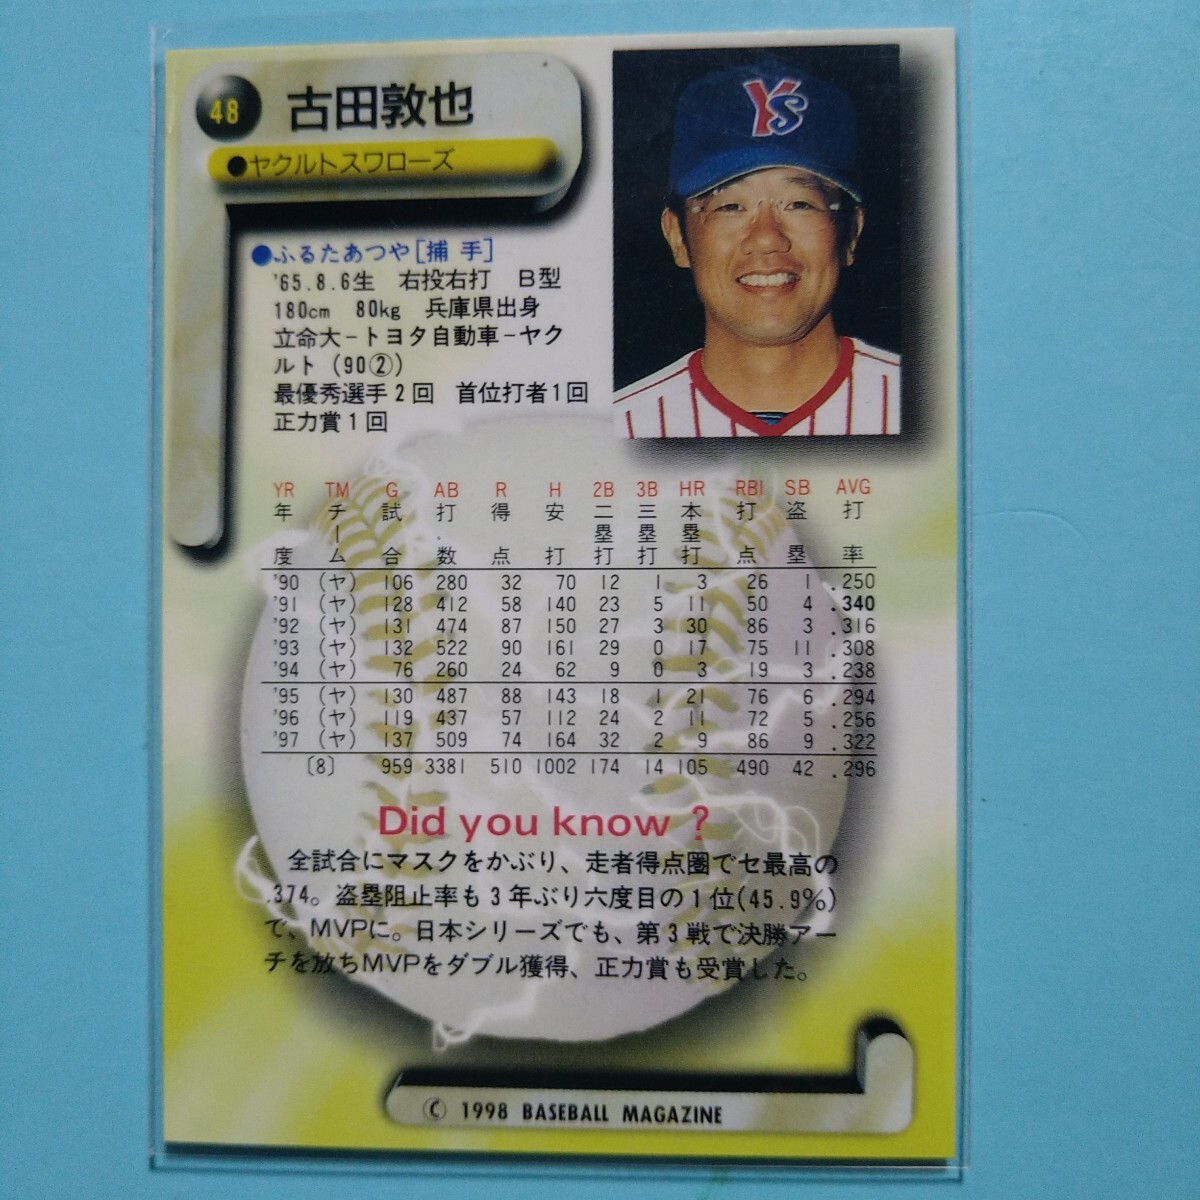 48
古田敦也
●ヤクルトスワローズ
YS
●ふるたあつや[捕 手]
'65.8.6生 右投右打 B型
180cm 80kg 兵庫県出身
立命大-トヨタ自動車-ヤク
ルト (90②)
最優秀選手2回 首位打者1回
正力賞1回
YR TM G AB R H 2B 3B HR RBI SB AVG
年度 チーム 試合 打・数 得点 安打 二塁打 三塁打 本塁打 打点 盗塁 打率
'90 (ヤ) 106 280 32 70 12 1 3 26 1 .250
'91 (ヤ) 128 412 58 140 23 5 11 50 4 .340
'92 (ヤ) 131 474 87 150 27 3 30 86 3 .316
'93 (ヤ) 132 522 90 161 29 0 17 75 11 .308
'94 (ヤ) 76 260 24 62 9 0 3 19 3 .238
'95 (ヤ) 130 487 88 143 18 1 21 76 6 .294
'96 (ヤ) 119 437 57 112 24 2 11 72 5 .256
'97 (ヤ) 137 509 74 164 32 2 9 86 9 .322
〔8〕 959 3381 510 1002 174 14 105 490 42 .296
Did you know ?
全試合にマスクをかぶり、走者得点圏でセ最高の
.374。盗塁阻止率も3年ぶり六度目の1位(45.9%)
で、MVPに。日本シリーズでも、第3戦で決勝アー
チを放ちMVPをダブル獲得、正力賞も受賞した。
© 1998 BASEBALL MAGAZINE